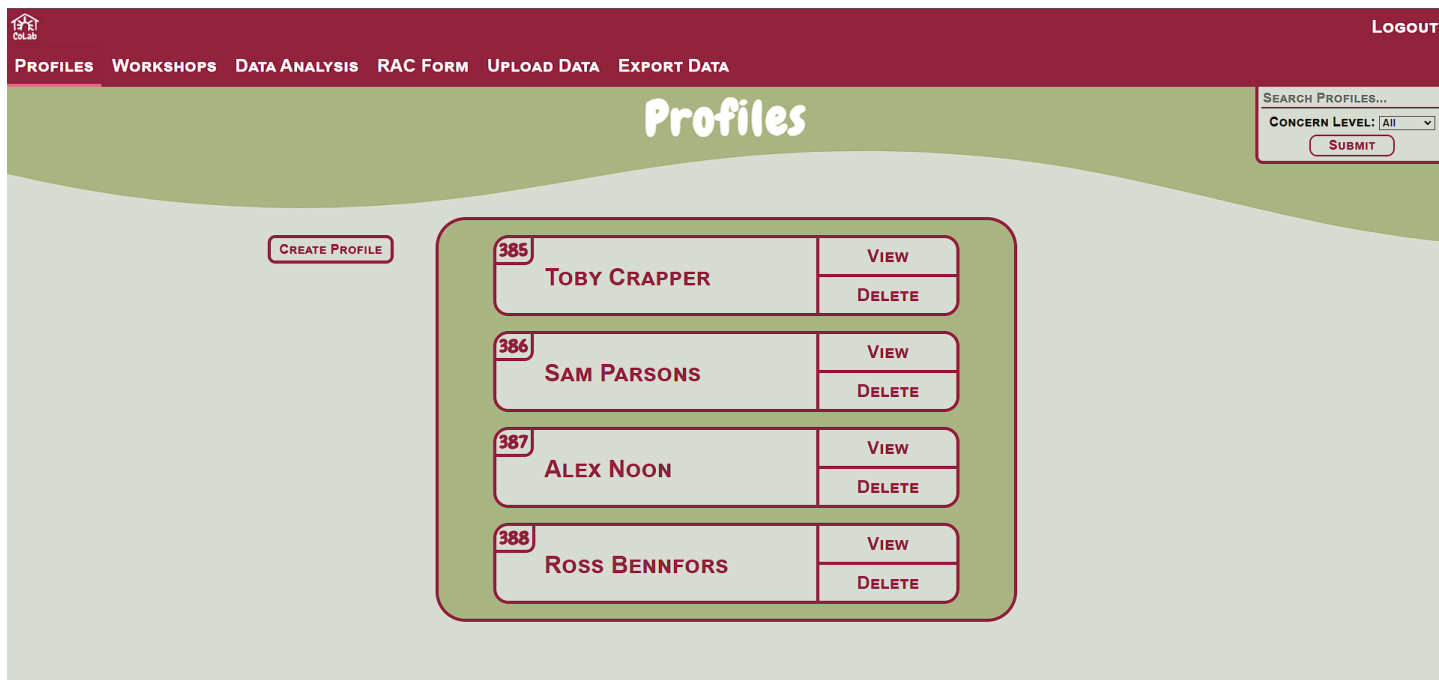 CoLab
Logout
Profiles Workshops Data Analysis RAC Form Upload Data Export Data
Profiles
Search Profiles...
Concern Level: All
Submit
Create Profile
385
Toby Crapper
View
Delete
386
Sam Parsons
View
Delete
387
Alex Noon
View
Delete
388
Ross Bennfors
View
Delete